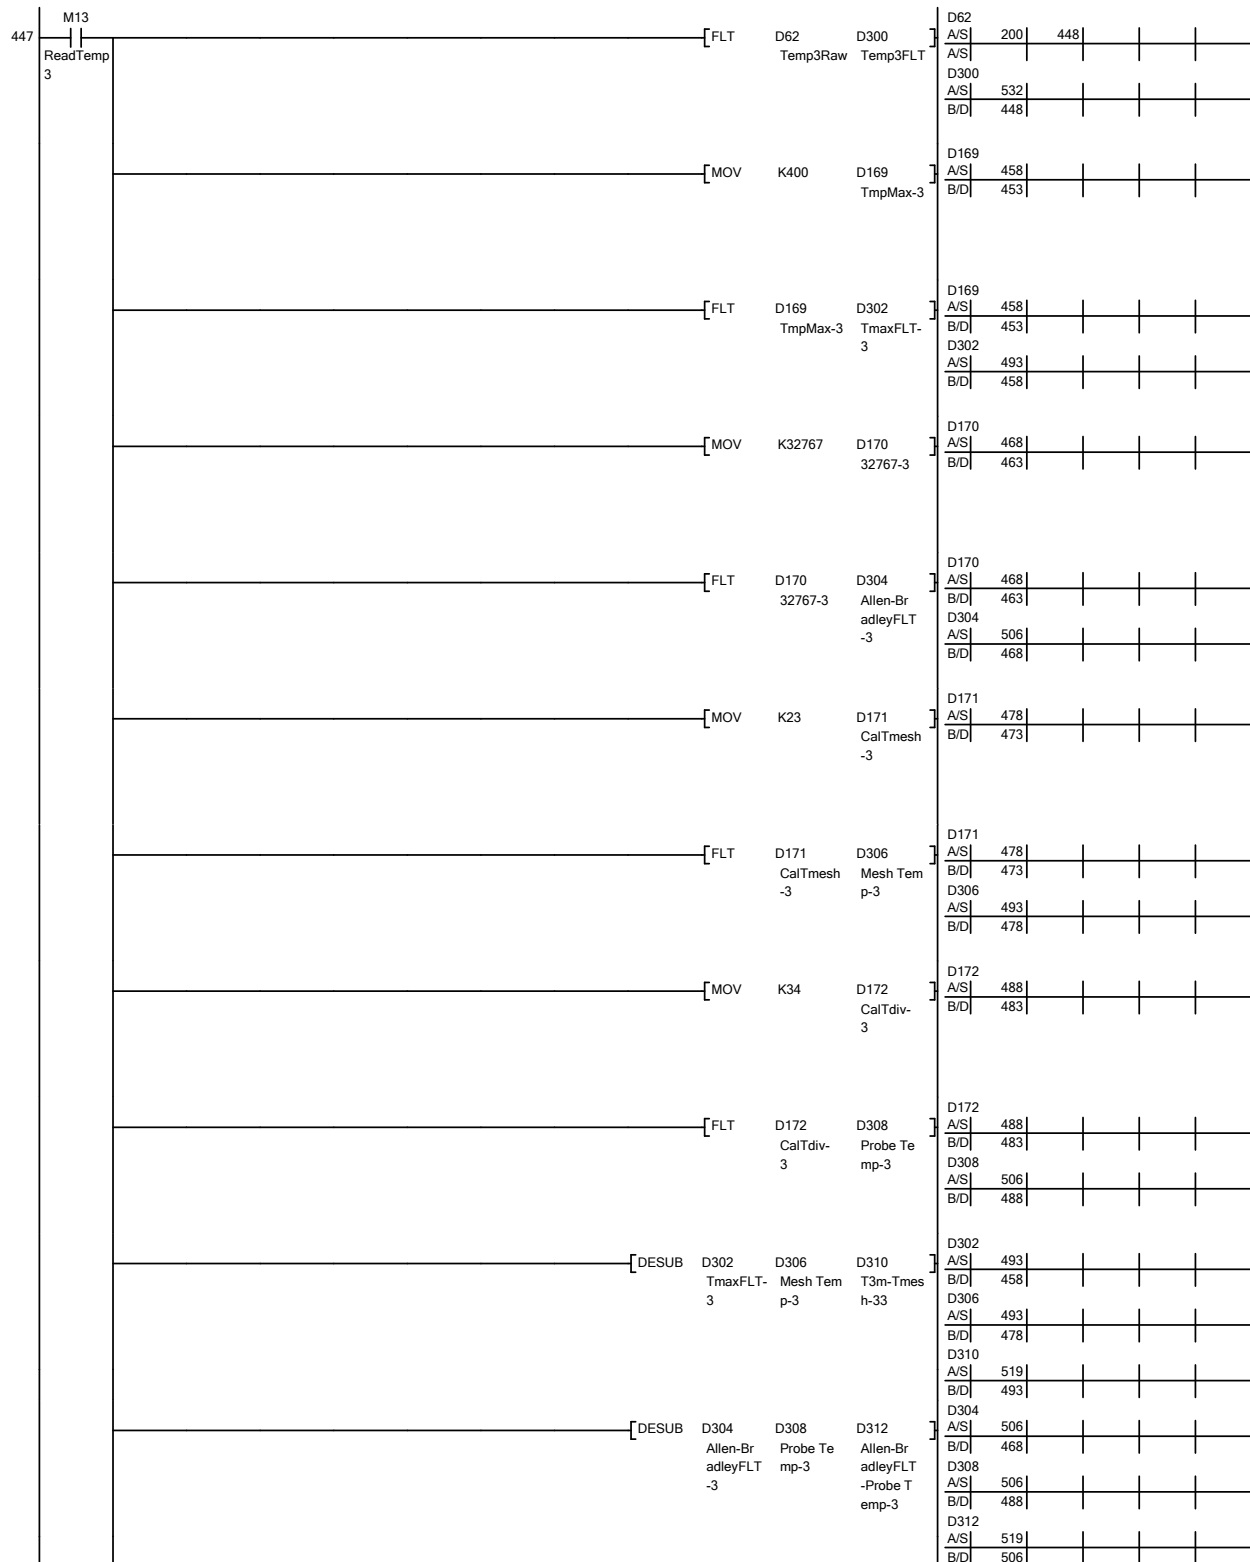 M13
447
ReadTemp
3
FLT D62 D300
Temp3Raw Temp3FLT
D62
A/S 200 448
A/S
D300
A/S 532
B/D 448
MOV K400 D169
TmpMax-3
D169
A/S 458
B/D 453
FLT D169 D302
TmpMax-3 TmaxFLT-
3
D169
A/S 458
B/D 453
D302
A/S 493
B/D 458
MOV K32767 D170
32767-3
D170
A/S 468
B/D 463
FLT D170 D304
32767-3 Allen-Br
adleyFLT
-3
D170
A/S 468
B/D 463
D304
A/S 506
B/D 468
MOV K23 D171
CalTmesh
-3
D171
A/S 478
B/D 473
FLT D171 D306
CalTmesh Mesh Tem
-3 p-3
D171
A/S 478
B/D 473
D306
A/S 493
B/D 478
MOV K34 D172
CalTdiv-
3
D172
A/S 488
B/D 483
FLT D172 D308
CalTdiv- Probe Te
3 mp-3
D172
A/S 488
B/D 483
D308
A/S 506
B/D 488
DESUB D302 D306 D310
TmaxFLT- Mesh Tem T3m-Tmes
3 p-3 h-33
D302
A/S 493
B/D 458
D306
A/S 493
B/D 478
D310
A/S 519
B/D 493
DESUB D304 D308 D312
Allen-Br Probe Te Allen-Br
adleyFLT mp-3 adleyFLT
-3 -Probe T
emp-3
D304
A/S 506
B/D 468
D308
A/S 506
B/D 488
D312
A/S 519
B/D 506